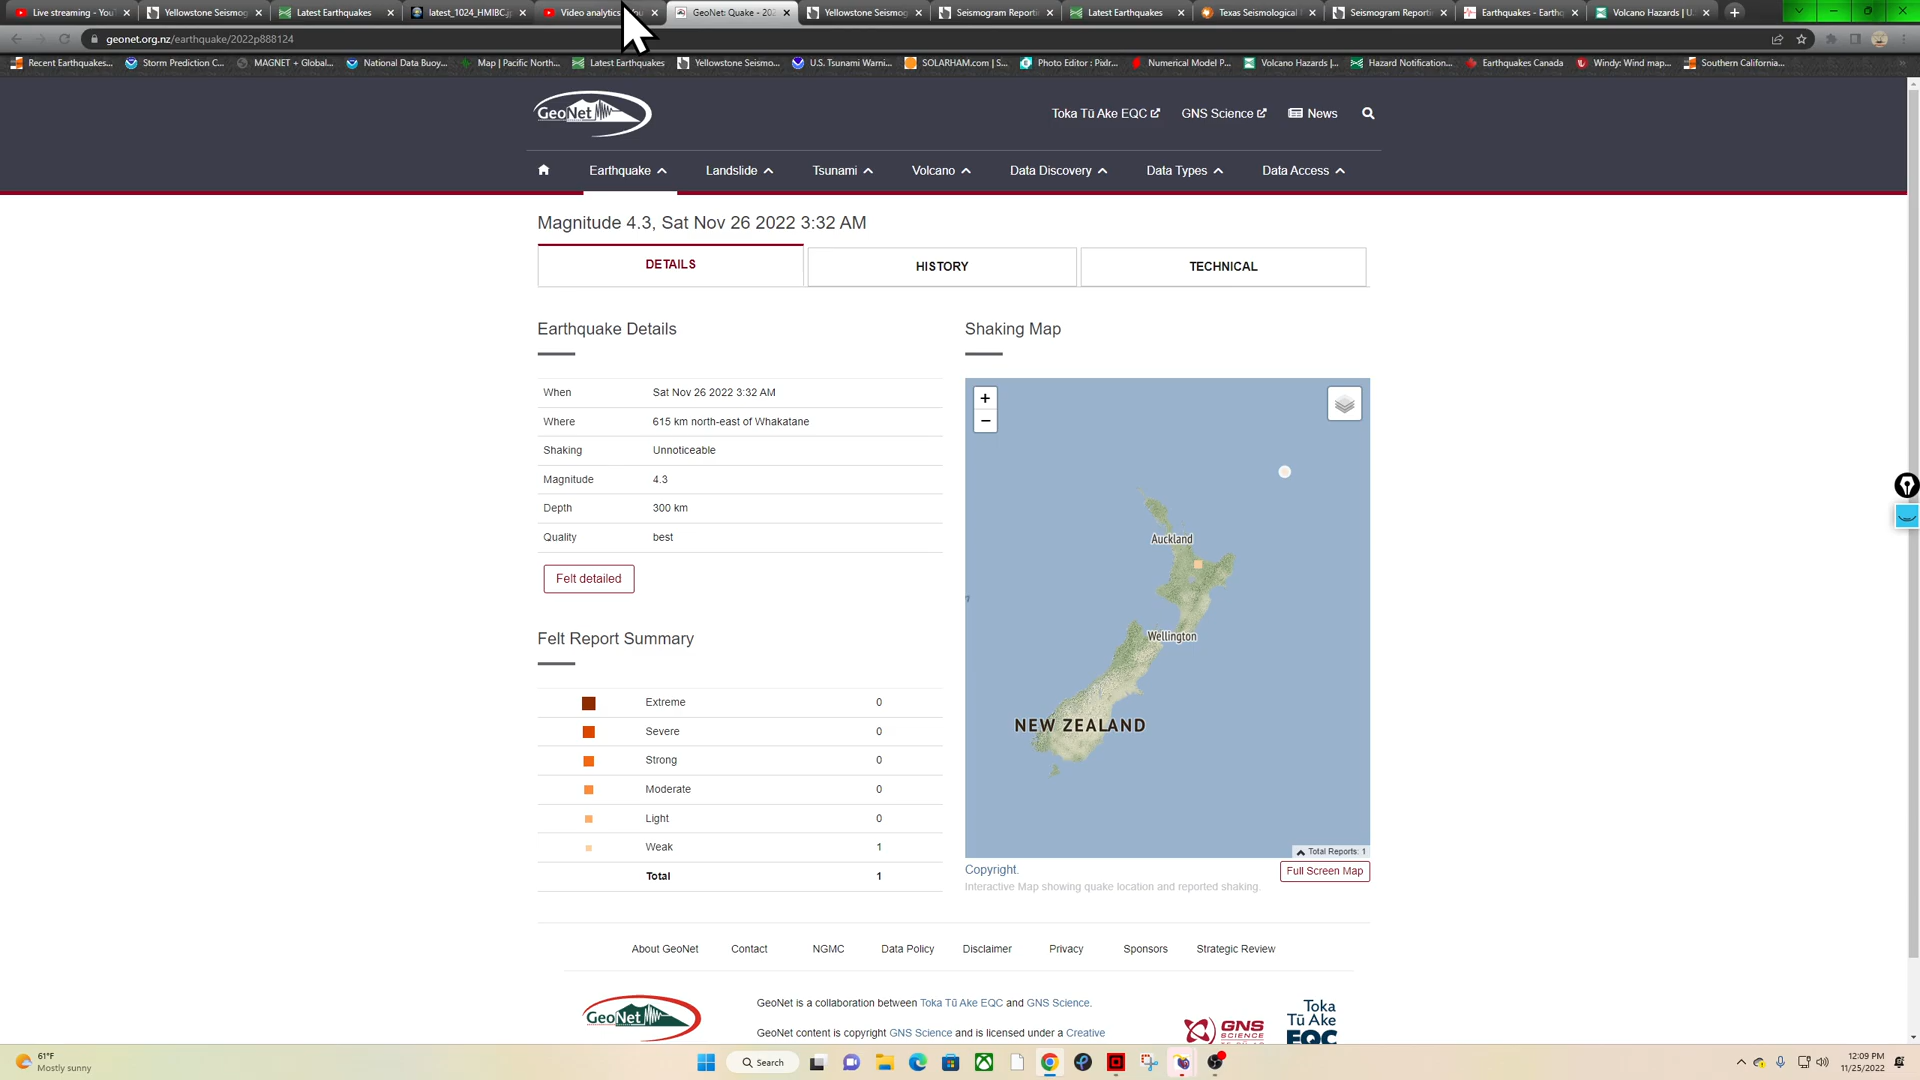 Live streaming - You
Yellowstone Seismog
Latest Earthquakes
latest_1024_HMIBC.jp
Video analytics
GeoNet: Quake - 202
Yellowstone Seismog
Seismogram Reporti
Latest Earthquakes
Texas Seismological
Seismogram Reporti
Earthquakes - Earthq
Volcano Hazards | U.
geonet.org.nz/earthquake/2022p888124
Recent Earthquakes...
Storm Prediction C...
MAGNET + Global...
National Data Buoy...
Map | Pacific North...
Latest Earthquakes
Yellowstone Seismo...
U.S. Tsunami Warni...
SOLARHAM.com | S...
Photo Editor : Pixlr...
Numerical Model P...
Volcano Hazards |...
Hazard Notification...
Earthquakes Canada
Windy: Wind map...
Southern California...
GeoNet
Toka Tū Ake EQC
GNS Science
News
Earthquake
Landslide
Tsunami
Volcano
Data Discovery
Data Types
Data Access
Magnitude 4.3, Sat Nov 26 2022 3:32 AM
DETAILS
HISTORY
TECHNICAL
Earthquake Details
When Sat Nov 26 2022 3:32 AM
Where 615 km north-east of Whakatane
Shaking Unnoticeable
Magnitude 4.3
Depth 300 km
Quality best
Felt detailed
Felt Report Summary
Extreme 0
Severe 0
Strong 0
Moderate 0
Light 0
Weak 1
Total 1
Shaking Map
+
−
Auckland
Wellington
NEW ZEALAND
Total Reports: 1
Copyright.
Full Screen Map
Interactive Map showing quake location and reported shaking.
About GeoNet
Contact
NGMC
Data Policy
Disclaimer
Privacy
Sponsors
Strategic Review
GeoNet
GeoNet is a collaboration between Toka Tū Ake EQC and GNS Science.
GeoNet content is copyright GNS Science and is licensed under a Creative
GNS
SCIENCE
Toka
Tū Ake
EQC
61°F
Mostly sunny
Search
12:09 PM
11/25/2022